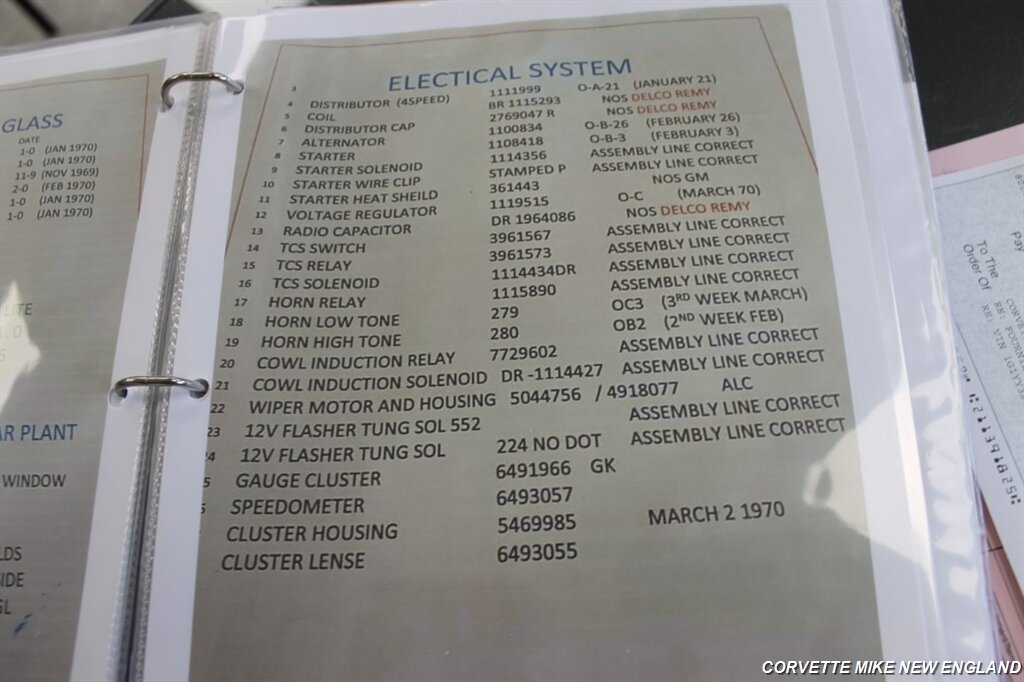 GLASS
DATE
1-0 (JAN 1970)
1-0 (JAN 1970)
11-9 (NOV 1969)
2-0 (FEB 1970)
1-0 (JAN 1970)
1-0 (JAN 1970)
AR PLANT
WINDOW
ELECTICAL SYSTEM
3 DISTRIBUTOR (4SPEED) 1111999 O-A-21 (JANUARY 21)
4 COIL BR 1115293 NOS DELCO REMY
5 DISTRIBUTOR CAP 2769047 R NOS DELCO REMY
6 ALTERNATOR 1100834 O-B-26 (FEBRUARY 26)
7 STARTER 1108418 O-B-3 (FEBRUARY 3)
8 STARTER SOLENOID 1114356 ASSEMBLY LINE CORRECT
9 STARTER WIRE CLIP STAMPED P ASSEMBLY LINE CORRECT
10 STARTER HEAT SHEILD 361443 NOS GM
11 VOLTAGE REGULATOR 1119515 O-C (MARCH 70)
12 RADIO CAPACITOR DR 1964086 NOS DELCO REMY
13 TCS SWITCH 3961567 ASSEMBLY LINE CORRECT
14 TCS RELAY 3961573 ASSEMBLY LINE CORRECT
15 TCS SOLENOID 1114434DR ASSEMBLY LINE CORRECT
16 HORN RELAY 1115890 ASSEMBLY LINE CORRECT
17 HORN LOW TONE 279 OC3 (3RD WEEK MARCH)
18 HORN HIGH TONE 280 OB2 (2ND WEEK FEB)
19 COWL INDUCTION RELAY 7729602 ASSEMBLY LINE CORRECT
20 COWL INDUCTION SOLENOID DR -1114427 ASSEMBLY LINE CORRECT
21 WIPER MOTOR AND HOUSING 5044756 / 4918077 ALC
22 12V FLASHER TUNG SOL 552 ASSEMBLY LINE CORRECT
23 12V FLASHER TUNG SOL 224 NO DOT ASSEMBLY LINE CORRECT
GAUGE CLUSTER 6491966 GK
SPEEDOMETER 6493057
CLUSTER HOUSING 5469985 MARCH 2 1970
CLUSTER LENSE 6493055
Pay
To The
Order Of
CORVETTE MIKE NEW ENGLAND